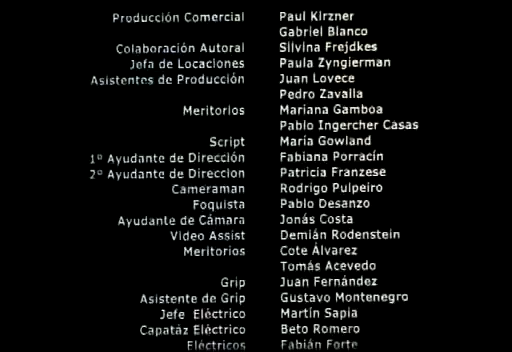 Producción Comercial Paul Kirzner
Gabriel Blanco
Colaboración Autoral Silvina Frejdkes
Jefa de Locaciones Paula Zyngierman
Asistentes de Producción Juan Lovece
Pedro Zavalla
Meritorios Mariana Gamboa
Pablo Ingercher Casas
Script María Gowland
1º Ayudante de Dirección Fabiana Porracín
2º Ayudante de Direccion Patricia Franzese
Cameraman Rodrigo Pulpeiro
Foquista Pablo Desanzo
Ayudante de Cámara Jonás Costa
Video Assist Demián Rodenstein
Meritorios Cote Álvarez
Tomás Acevedo
Grip Juan Fernández
Asistente de Grip Gustavo Montenegro
Jefe Eléctrico Martín Sapia
Capatáz Eléctrico Beto Romero
Eléctricos Fabián Forte